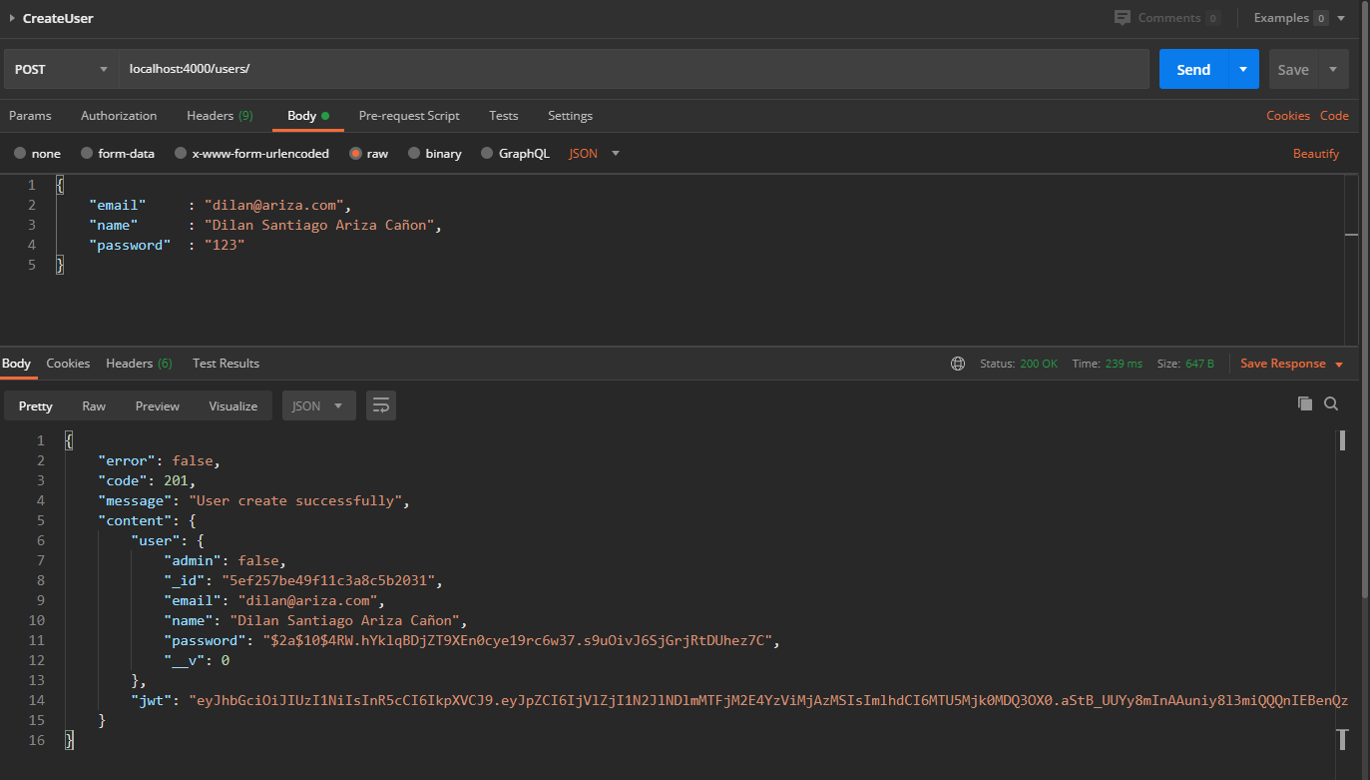 CreateUser
Comments 0 Examples 0
POST localhost:4000/users/ Send Save
Params Authorization Headers (9) Body Pre-request Script Tests Settings Cookies Code
none form-data x-www-form-urlencoded raw binary GraphQL JSON Beautify
1 {
2 "email" : "dilan@ariza.com",
3 "name" : "Dilan Santiago Ariza Cañon",
4 "password" : "123"
5 }
Body Cookies Headers (6) Test Results Status: 200 OK Time: 239 ms Size: 647 B Save Response
Pretty Raw Preview Visualize JSON
1 {
2 "error": false,
3 "code": 201,
4 "message": "User create successfully",
5 "content": {
6 "user": {
7 "admin": false,
8 "_id": "5ef257be49f11c3a8c5b2031",
9 "email": "dilan@ariza.com",
10 "name": "Dilan Santiago Ariza Cañon",
11 "password": "$2a$10$4RW.hYklqBDjZT9XEn0cye19rc6w37.s9uOivJ6SjGrjRtDUhez7C",
12 "__v": 0
13 },
14 "jwt": "eyJhbGciOiJIUzI1NiIsInR5cCI6IkpXVCJ9.eyJpZCI6IjVlZjI1N2JlNDlmMTFjM2E4YzViMjAzMSIsImlhdCI6MTU5Mjk0MDQ3OX0.aStB_UUYy8mInAAuniy8l3miQQQnIEBenQz
15 }
16 }